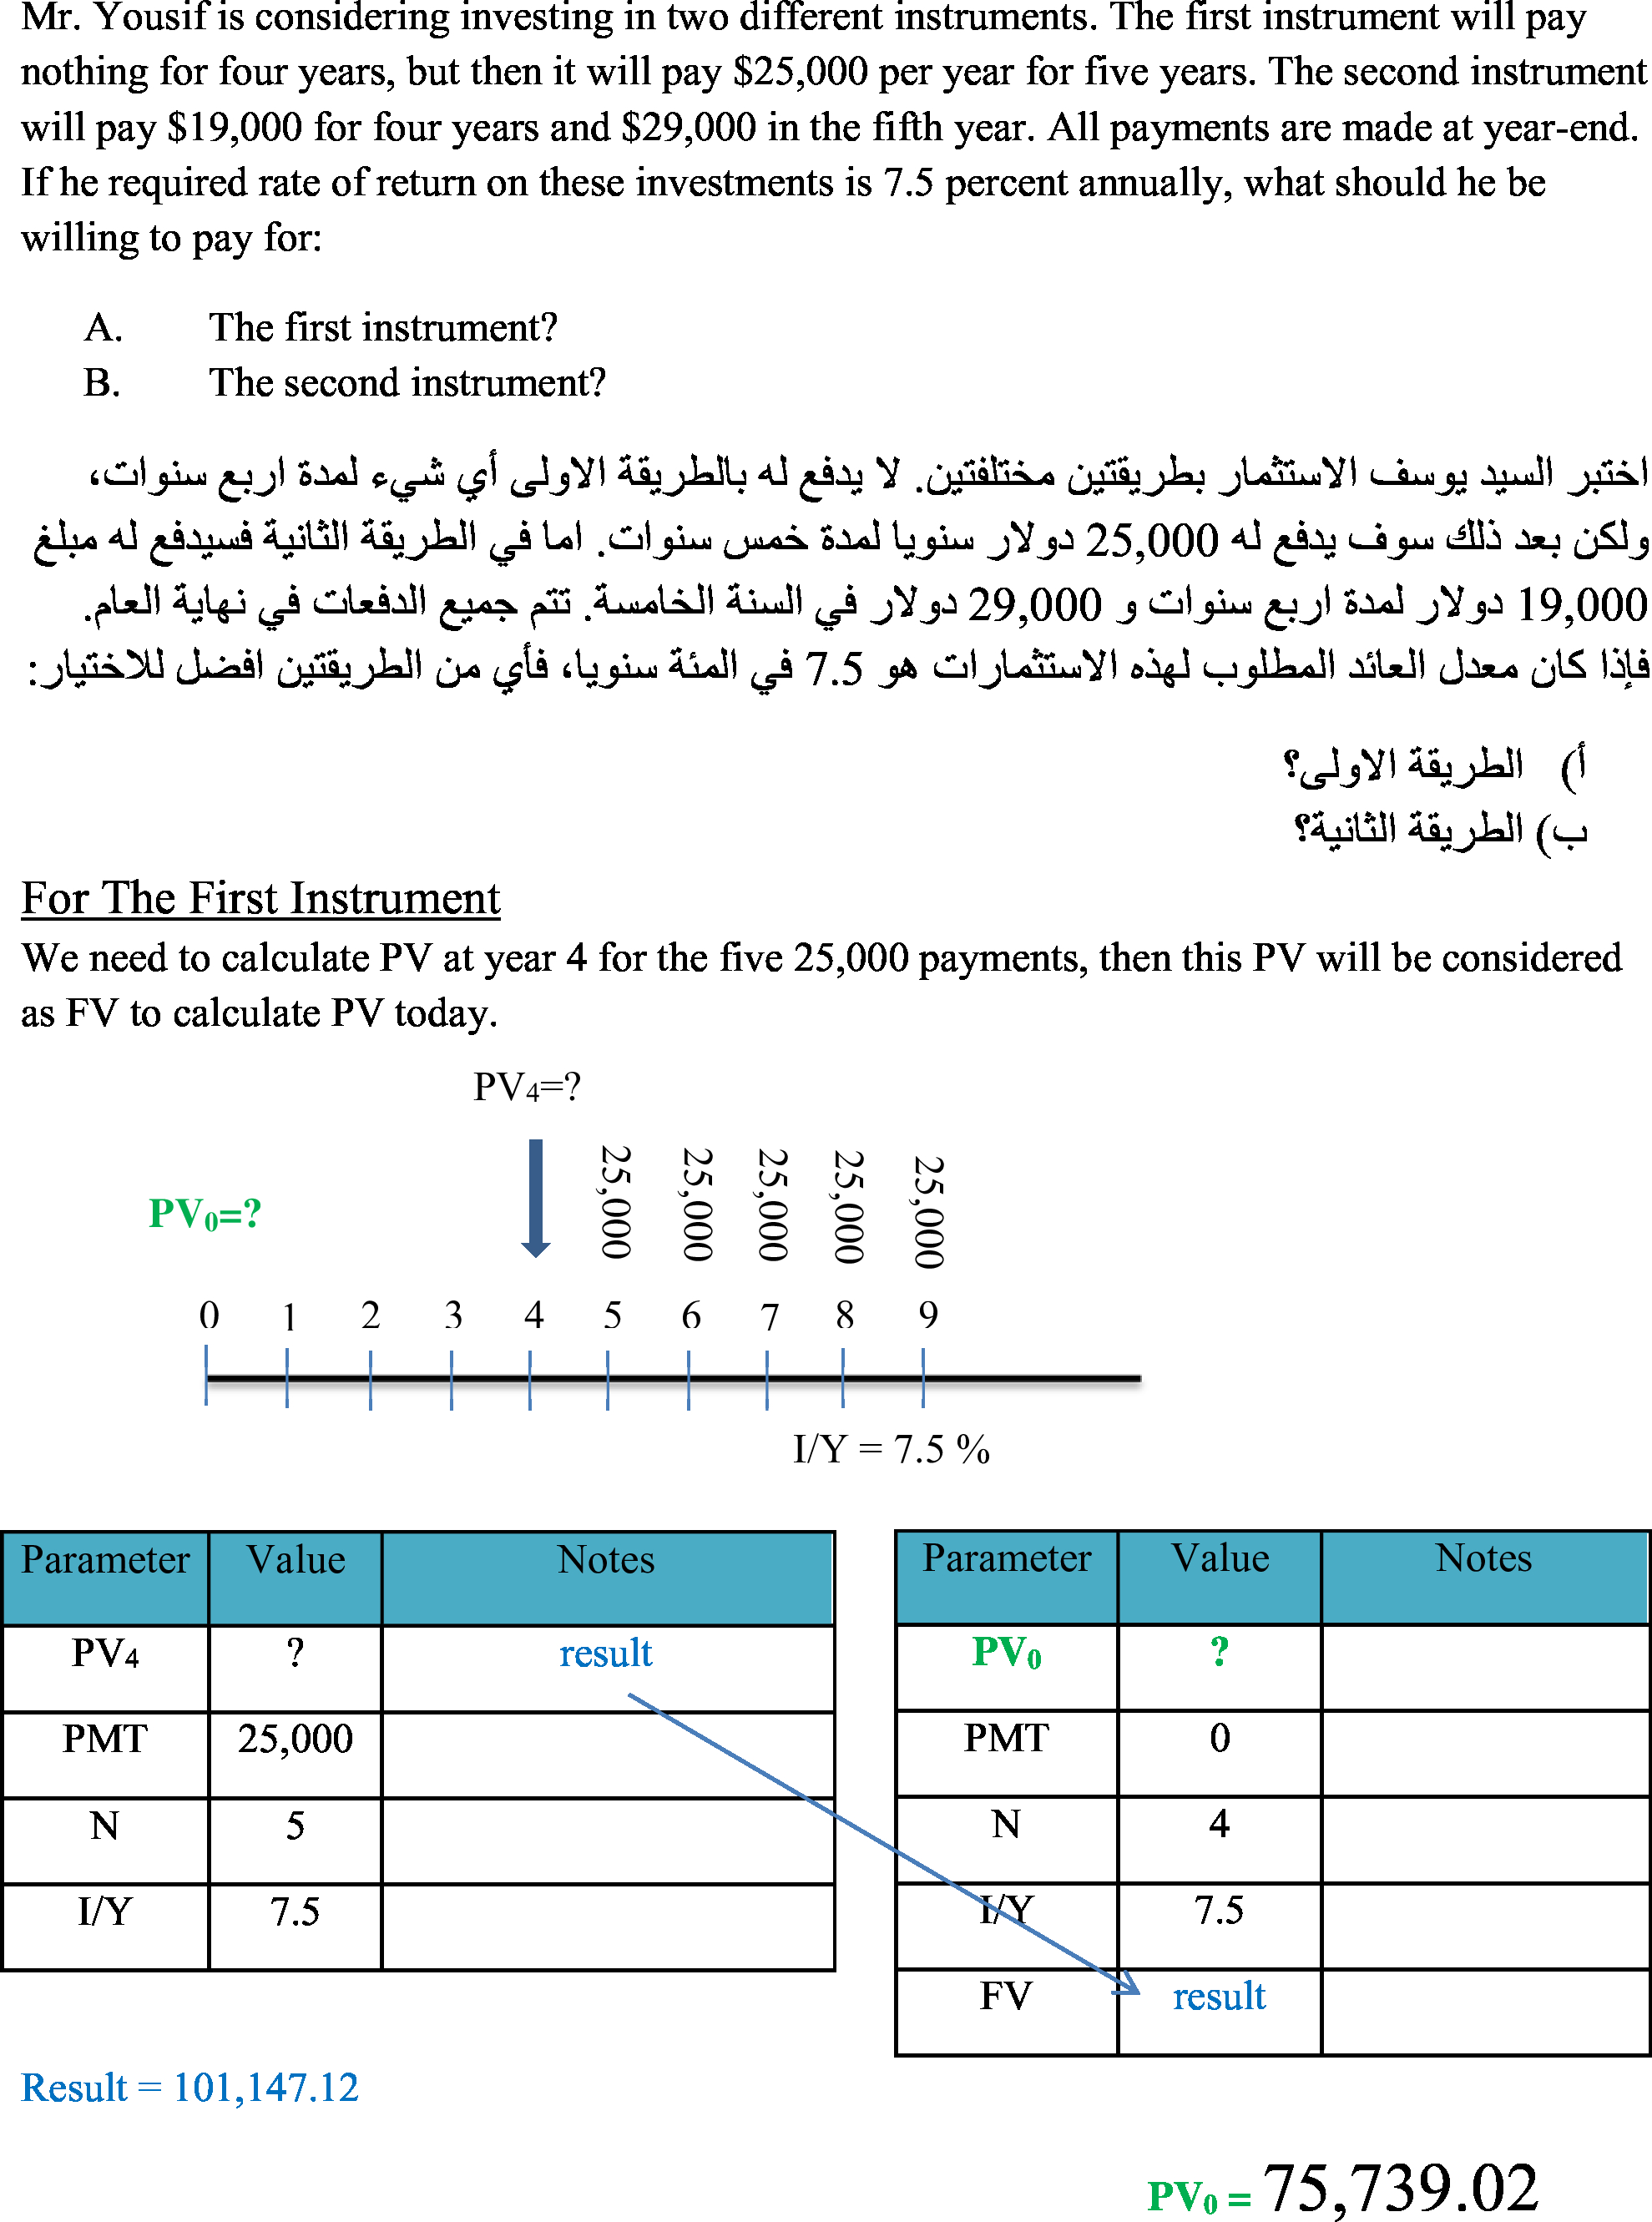 Mr. Yousif is considering investing in two different instruments. The first instrument will pay
nothing for four years, but then it will pay $25,000 per year for five years. The second instrument
will pay $19,000 for four years and $29,000 in the fifth year. All payments are made at year-end.
If he required rate of return on these investments is 7.5 percent annually, what should he be
willing to pay for:
A. The first instrument?
B. The second instrument?
اختبر السيد يوسف الاستثمار بطريقتين مختلفتين. لا يدفع له بالطريقة الاولى أي شيء لمدة اربع سنوات،
ولكن بعد ذلك سوف يدفع له 25,000 دولار سنويا لمدة خمس سنوات. اما في الطريقة الثانية فسيدفع له مبلغ
19,000 دولار لمدة اربع سنوات و 29,000 دولار في السنة الخامسة. تتم جميع الدفعات في نهاية العام.
فإذا كان معدل العائد المطلوب لهذه الاستثمارات هو 7.5 في المئة سنويا، فأي من الطريقتين افضل للاختيار:
أ) الطريقة الاولى؟
ب) الطريقة الثانية؟
For The First Instrument
We need to calculate PV at year 4 for the five 25,000 payments, then this PV will be considered
as FV to calculate PV today.
PV4=?
PV0=?
25,000 25,000 25,000 25,000 25,000
0 1 2 3 4 5 6 7 8 9
I/Y = 7.5 %
Parameter Value Notes
PV4 ? result
PMT 25,000
N 5
I/Y 7.5
Result = 101,147.12
Parameter Value Notes
PV0 ?
PMT 0
N 4
I/Y 7.5
FV result
PV0 = 75,739.02